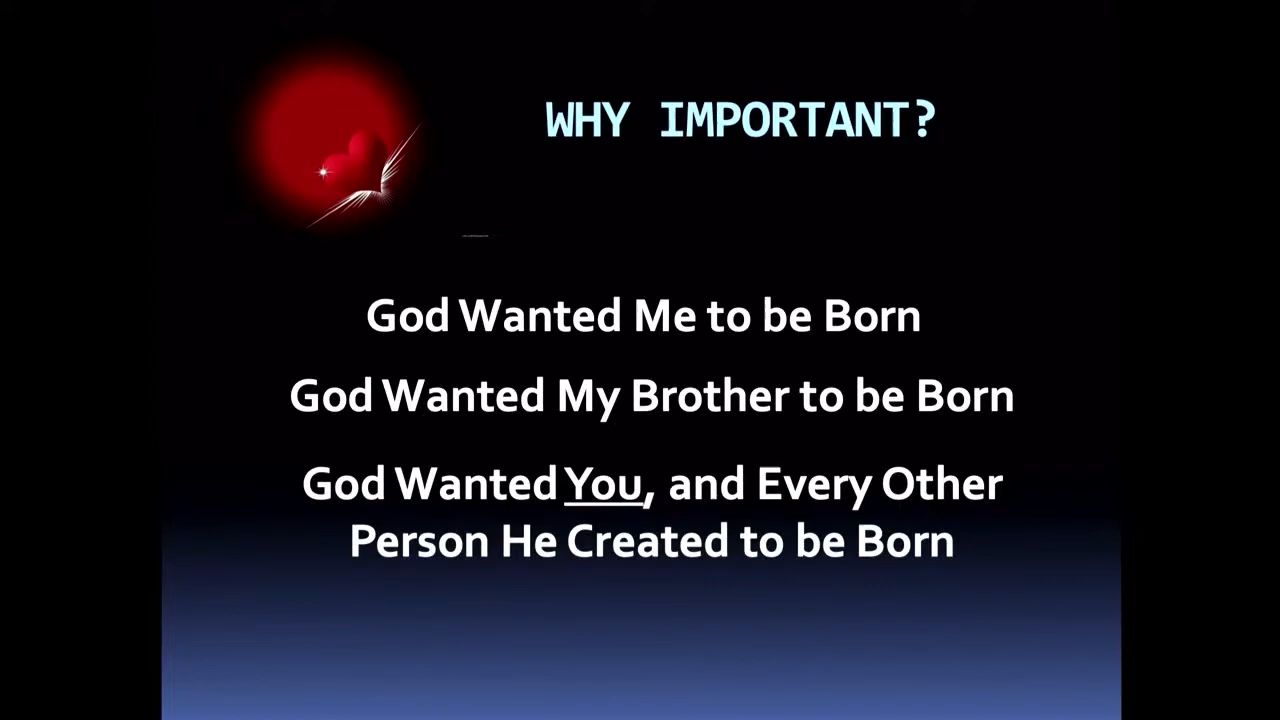 WHY IMPORTANT?
God Wanted Me to be Born
God Wanted My Brother to be Born
God Wanted You, and Every Other
Person He Created to be Born